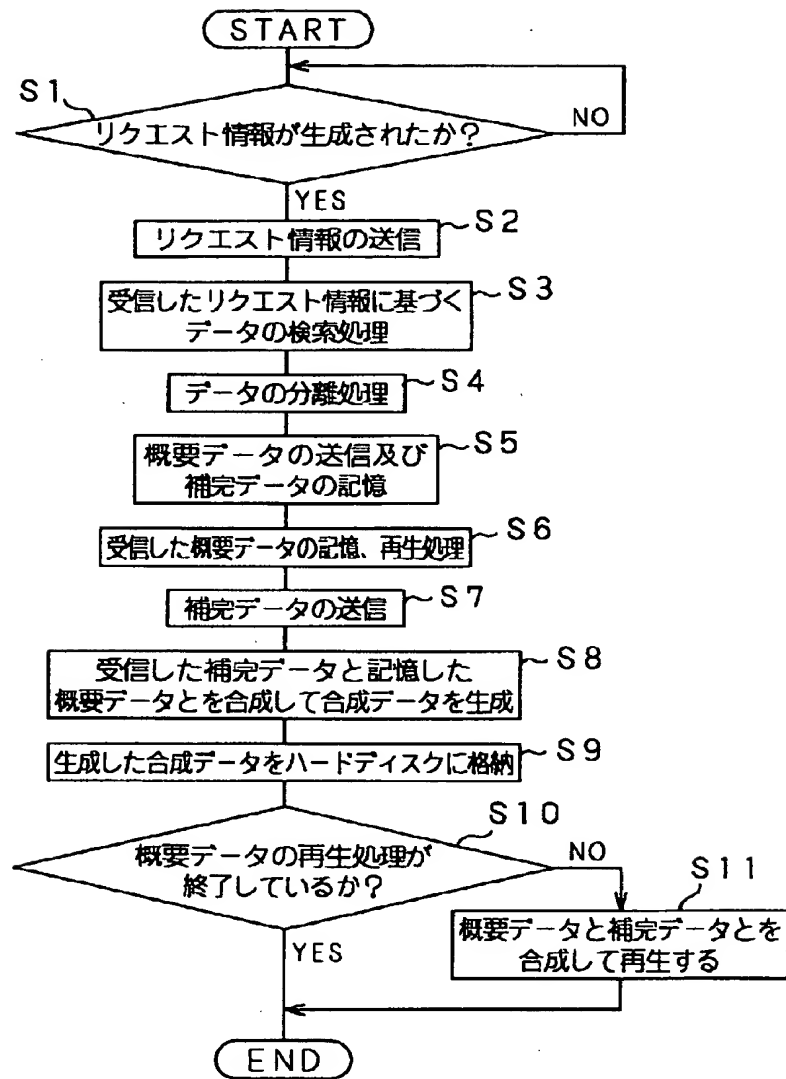 START
S1
リクエスト情報が生成されたか?
NO
YES
リクエスト情報の送信
S2
受信したリクエスト情報に基づく
データの検索処理
S3
データの分離処理
S4
概要データの送信及び
補完データの記憶
S5
受信した概要データの記憶、再生処理
S6
補完データの送信
S7
受信した補完データと記憶した
概要データとを合成して合成データを生成
S8
生成した合成データをハードディスクに格納
S9
S10
概要データの再生処理が
終了しているか?
NO
YES
S11
概要データと補完データとを
合成して再生する
END